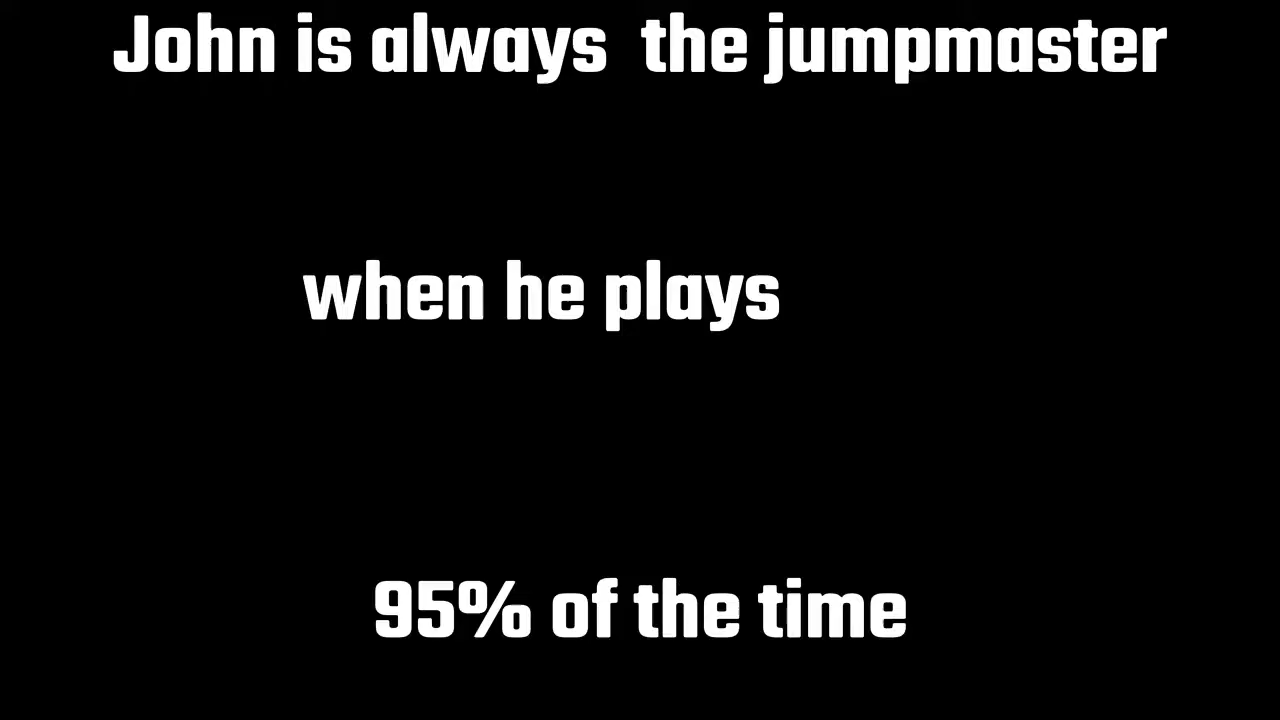 John is always  the jumpmaster
when he plays
95% of the time